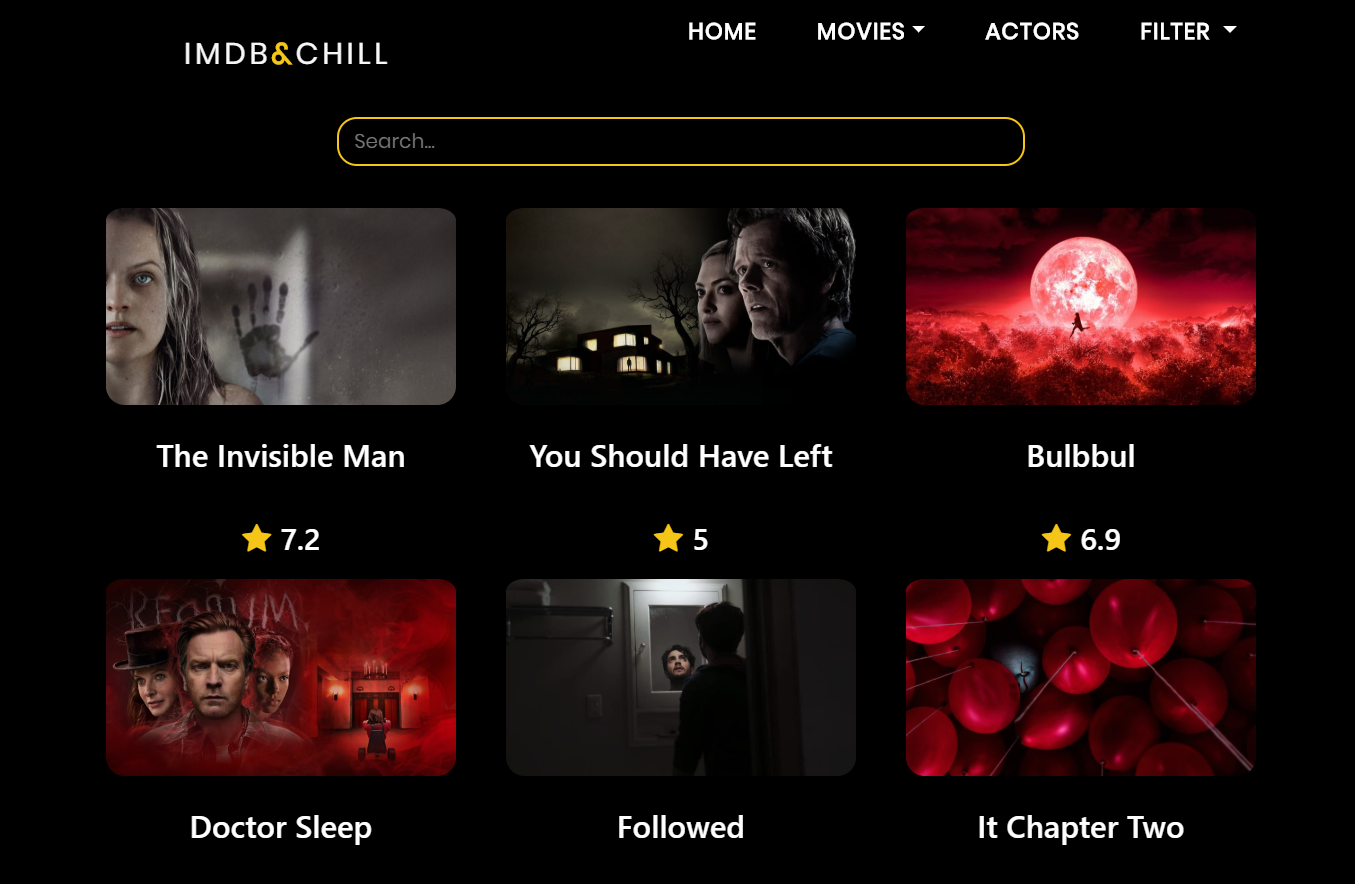 HOME MOVIES ACTORS FILTER
IMDB&CHILL
Search...
The Invisible Man You Should Have Left Bulbbul
7.2 5 6.9
REDRUM
Doctor Sleep Followed It Chapter Two